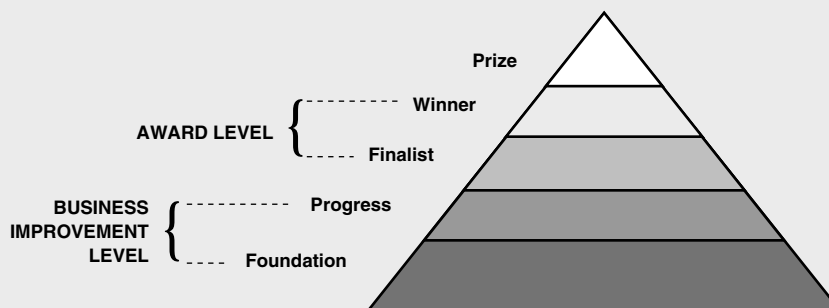 Prize
Winner
AWARD LEVEL
Finalist
Progress
BUSINESS
IMPROVEMENT
LEVEL
Foundation